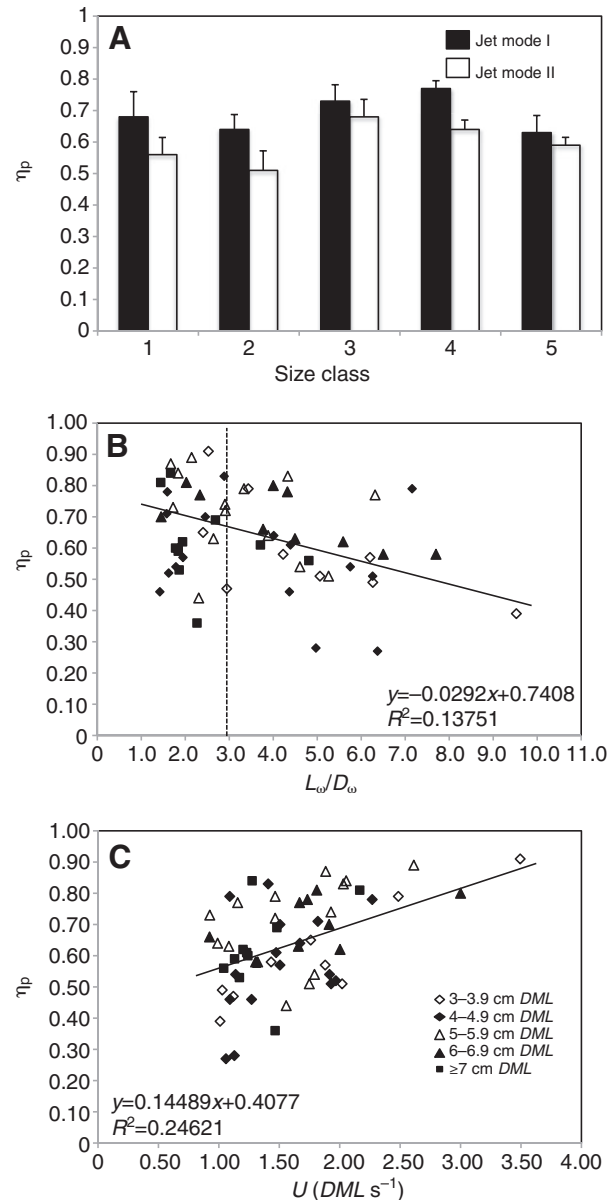 A
Jet mode I
Jet mode II
1
0.9
0.8
0.7
0.6
0.5
0.4
0.3
0.2
0.1
0
ηp
1 2 3 4 5
Size class
B
1.00
0.90
0.80
0.70
0.60
0.50
0.40
0.30
0.20
0.10
0
ηp
y=−0.0292x+0.7408
R²=0.13751
0 1.0 2.0 3.0 4.0 5.0 6.0 7.0 8.0 9.0 10.0 11.0
Lω/Dω
C
1.00
0.90
0.80
0.70
0.60
0.50
0.40
0.30
0.20
0.10
0
ηp
3–3.9 cm DML
4–4.9 cm DML
5–5.9 cm DML
6–6.9 cm DML
≥7 cm DML
y=0.14489x+0.4077
R²=0.24621
0 0.50 1.00 1.50 2.00 2.50 3.00 3.50 4.00
U (DML s⁻¹)